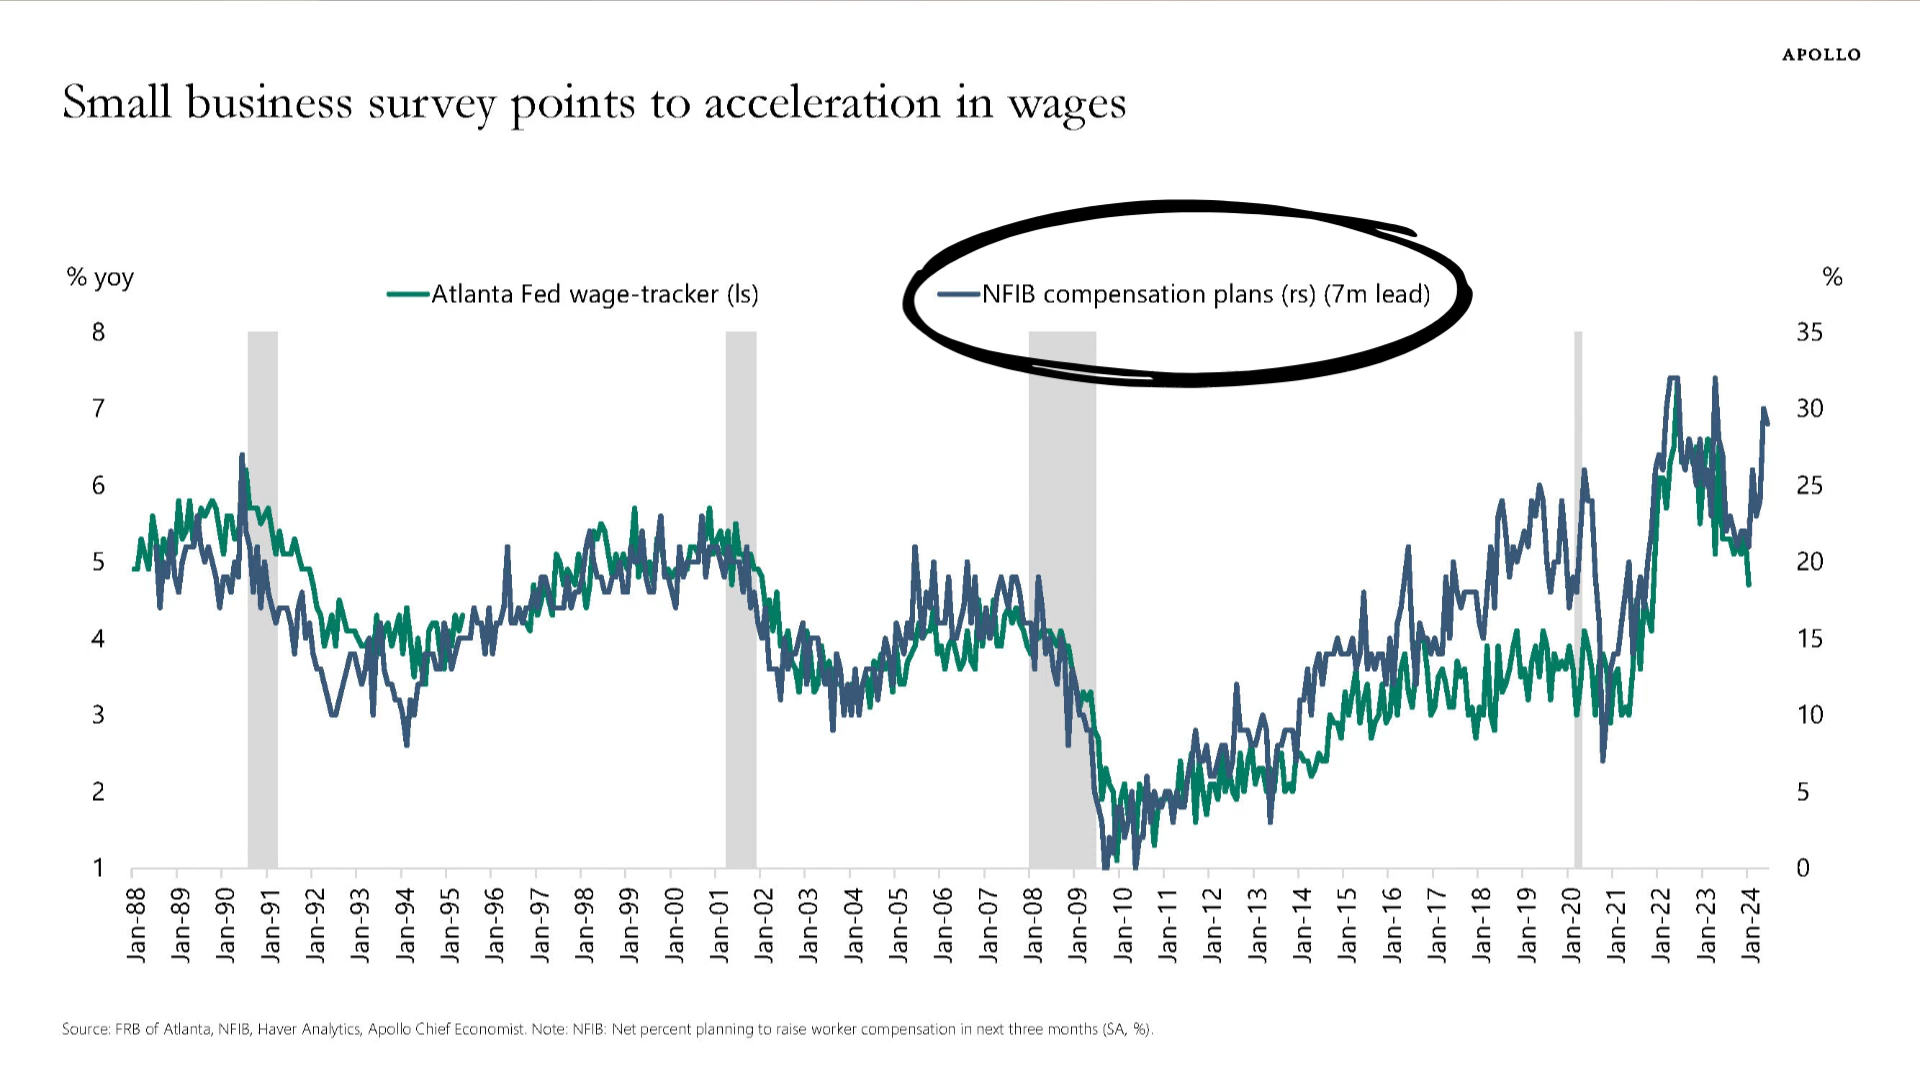 APOLLO
Small business survey points to acceleration in wages
% yoy
Atlanta Fed wage-tracker (ls)
NFIB compensation plans (rs) (7m lead)
%
8
7
6
5
4
3
2
1
35
30
25
20
15
10
5
0
Jan-88
Jan-89
Jan-90
Jan-91
Jan-92
Jan-93
Jan-94
Jan-95
Jan-96
Jan-97
Jan-98
Jan-99
Jan-00
Jan-01
Jan-02
Jan-03
Jan-04
Jan-05
Jan-06
Jan-07
Jan-08
Jan-09
Jan-10
Jan-11
Jan-12
Jan-13
Jan-14
Jan-15
Jan-16
Jan-17
Jan-18
Jan-19
Jan-20
Jan-21
Jan-22
Jan-23
Jan-24
Source: FRB of Atlanta, NFIB, Haver Analytics, Apollo Chief Economist. Note: NFIB: Net percent planning to raise worker compensation in next three months (SA, %).